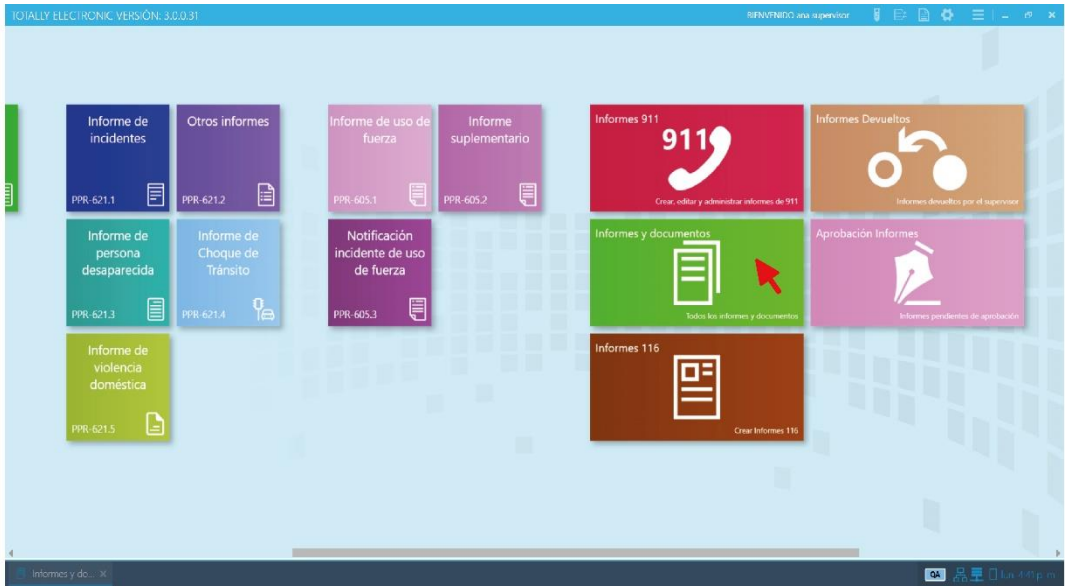 TOTALLY ELECTRONIC VERSIÓN: 3.0.0.31
BIENVENIDO ana supervisor
Informe de
incidentes
PPR-621.1
Otros informes
PPR-621.2
Informe de uso de
fuerza
PPR-605.1
Informe
suplementario
PPR-605.2
Informes 911
911
Crear, editar y administrar informes de 911
Informes Devueltos
Informes devueltos por el supervisor
Informe de
persona
desaparecida
PPR-621.3
Informe de
Choque de
Tránsito
PPR-621.4
Notificación
incidente de uso
de fuerza
PPR-605.3
Informes y documentos
Todos los informes y documentos
Aprobación Informes
Informes pendientes de aprobación
Informe de
violencia
doméstica
PPR-621.5
Informes 116
Crear Informes 116
Informes y do...
QA
lun 4:41 p. m.